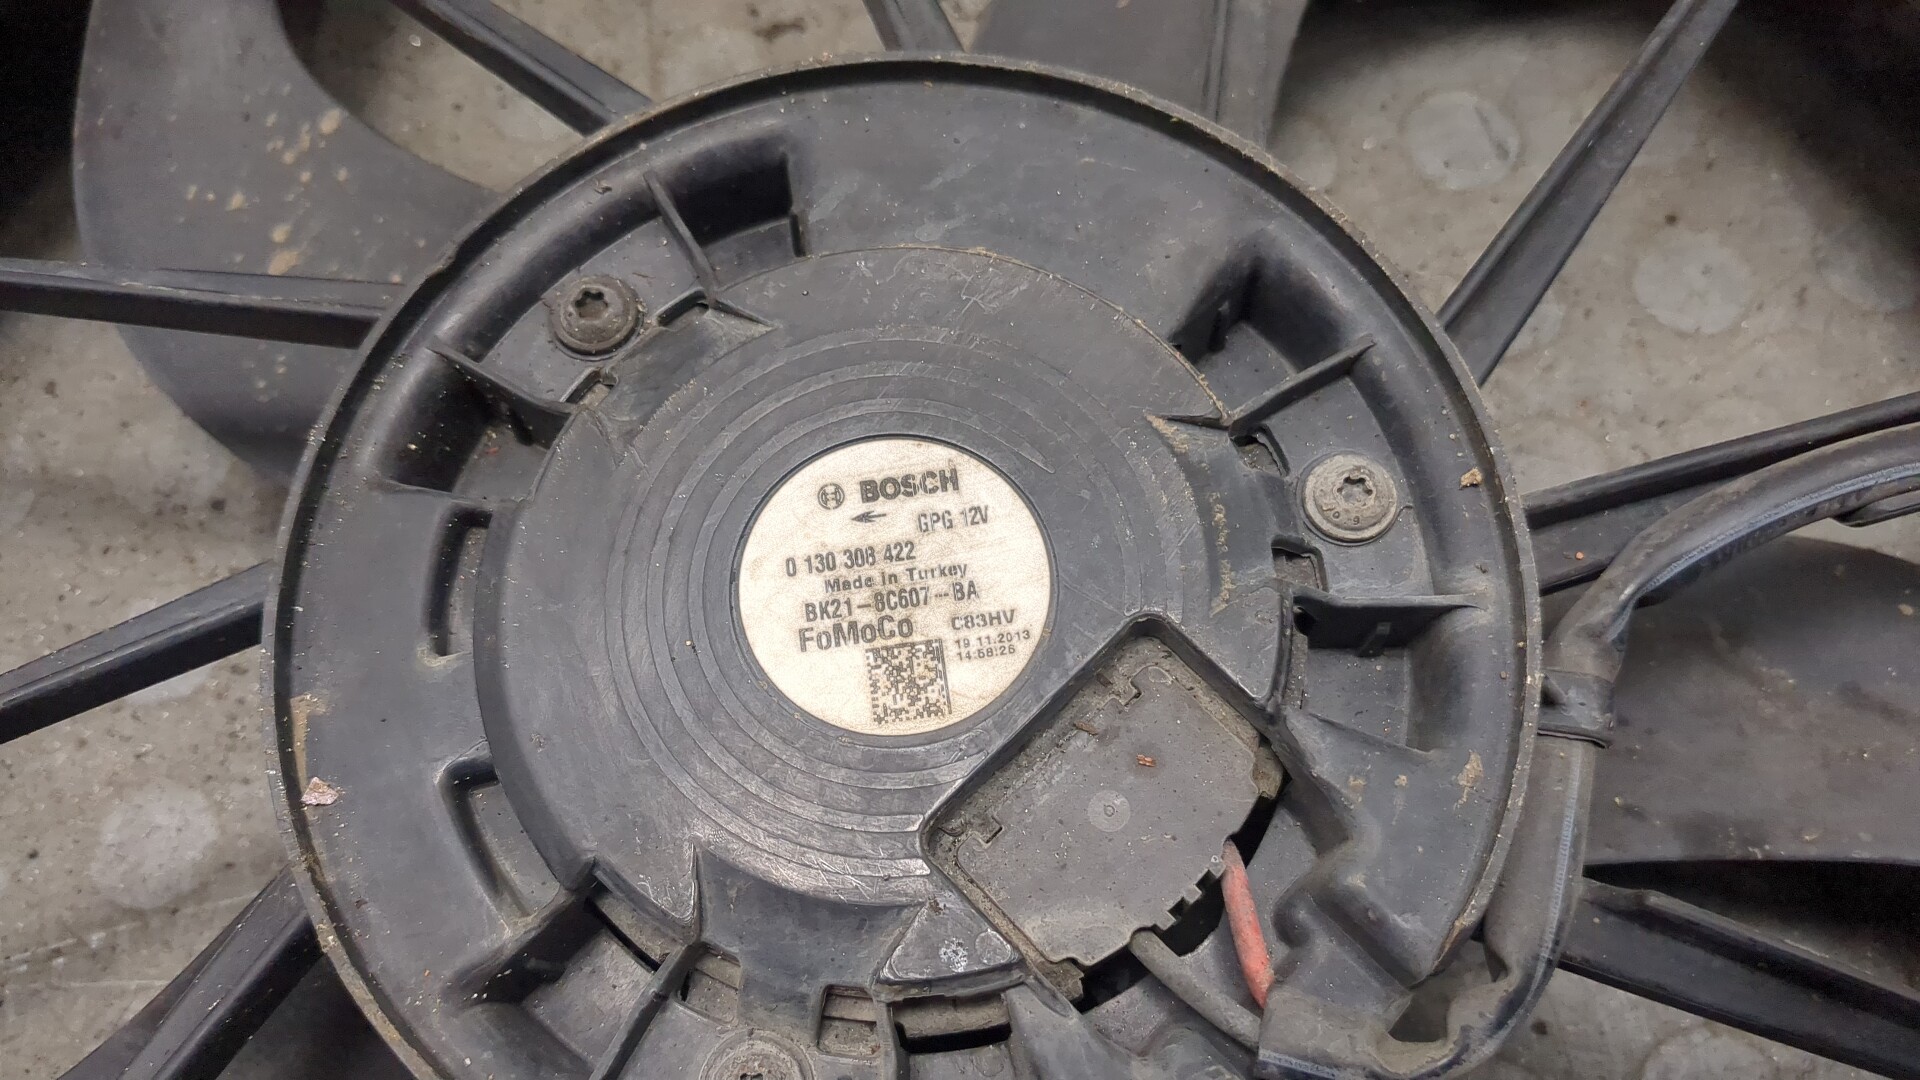 BOSCH
GPG 12V
0 130 308 422
Made in Turkey
BK21-8C607-BA
FoMoCo C83HV
19.11.2013
14:58:26